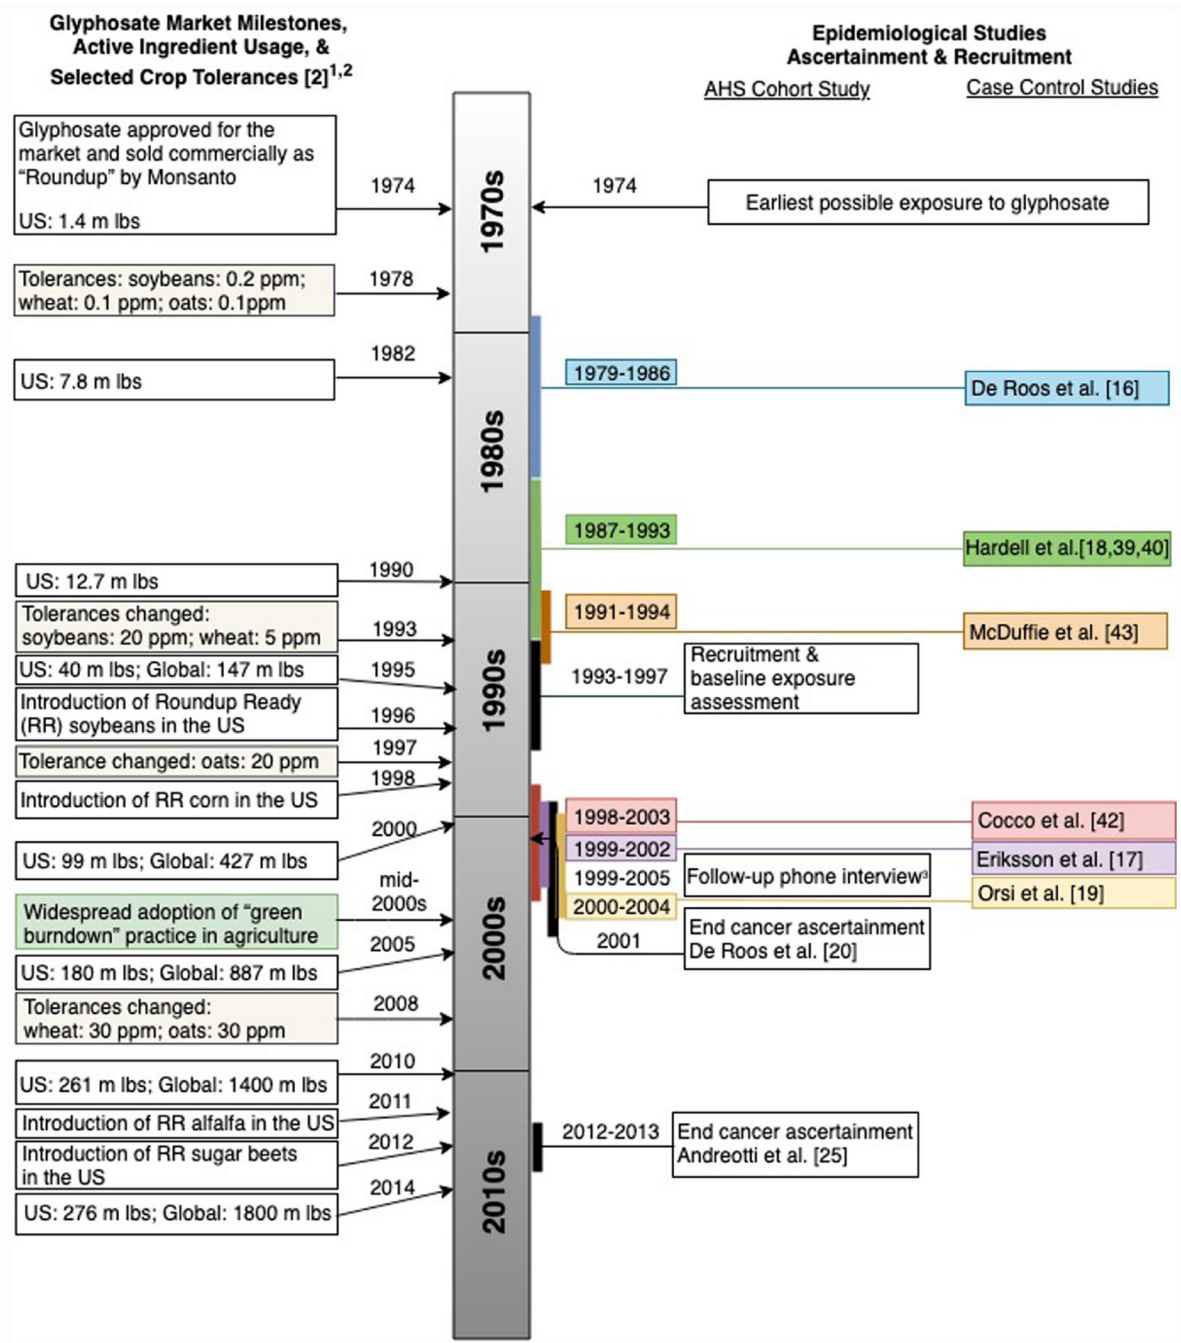 Glyphosate Market Milestones,
Active Ingredient Usage, &
Selected Crop Tolerances [2]1,2
Epidemiological Studies
Ascertainment & Recruitment
AHS Cohort Study
Case Control Studies
Glyphosate approved for the
market and sold commercially as
“Roundup” by Monsanto
US: 1.4 m lbs
1974
Tolerances: soybeans: 0.2 ppm;
wheat: 0.1 ppm; oats: 0.1ppm
1978
US: 7.8 m lbs
1982
US: 12.7 m lbs
1990
Tolerances changed:
soybeans: 20 ppm; wheat: 5 ppm
1993
US: 40 m lbs; Global: 147 m lbs
1995
Introduction of Roundup Ready
(RR) soybeans in the US
1996
Tolerance changed: oats: 20 ppm
1997
Introduction of RR corn in the US
1998
US: 99 m lbs; Global: 427 m lbs
2000
Widespread adoption of “green
burndown” practice in agriculture
mid-
2000s
US: 180 m lbs; Global: 887 m lbs
2005
Tolerances changed:
wheat: 30 ppm; oats: 30 ppm
2008
US: 261 m lbs; Global: 1400 m lbs
2010
Introduction of RR alfalfa in the US
2011
Introduction of RR sugar beets
in the US
2012
US: 276 m lbs; Global: 1800 m lbs
2014
1970s
1980s
1990s
2000s
2010s
1974
Earliest possible exposure to glyphosate
1979-1986
De Roos et al. [16]
1987-1993
Hardell et al.[18,39,40]
1991-1994
McDuffie et al. [43]
1993-1997
Recruitment &
baseline exposure
assessment
1998-2003
Cocco et al. [42]
1999-2002
Eriksson et al. [17]
1999-2005
Follow-up phone interview3
2000-2004
Orsi et al. [19]
2001
End cancer ascertainment
De Roos et al. [20]
2012-2013
End cancer ascertainment
Andreotti et al. [25]